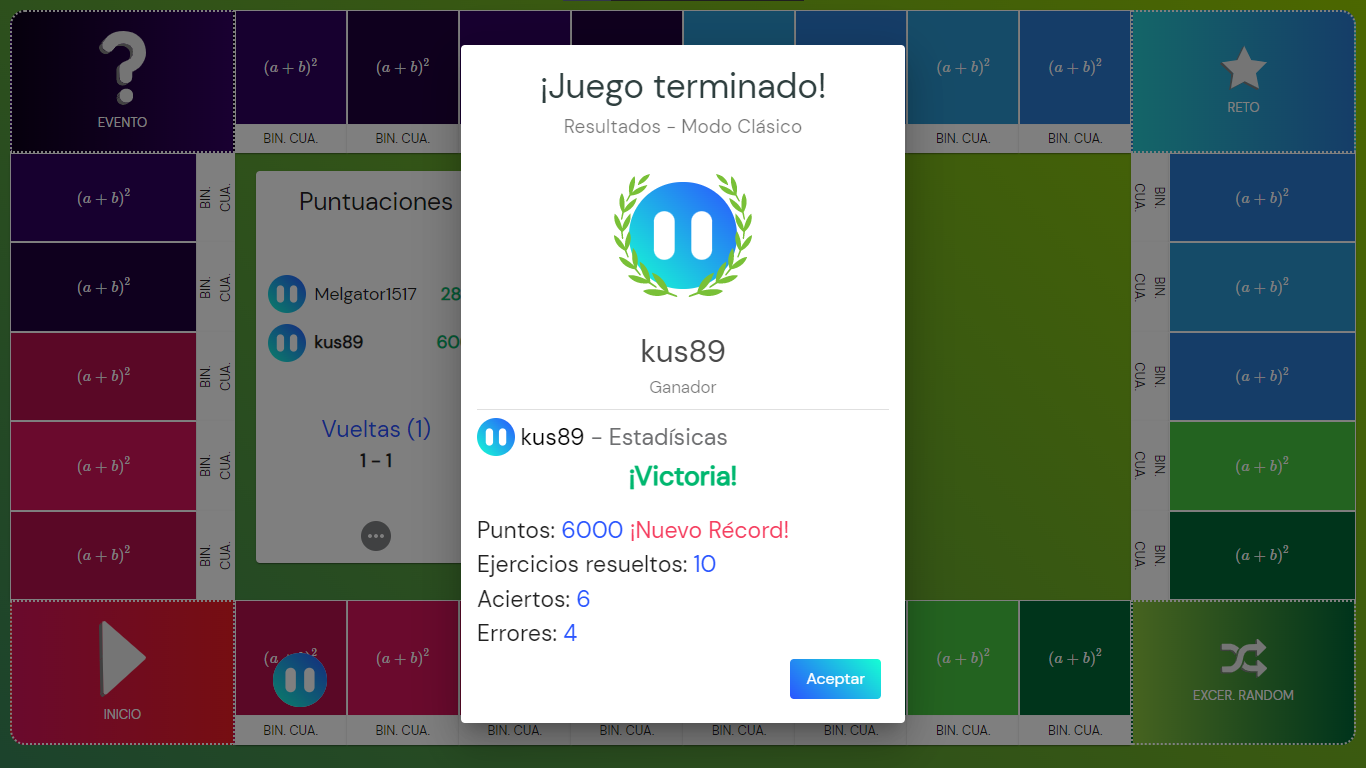 EVENTO
(a + b)²
BIN. CUA.
(a + b)²
BIN. CUA.
(a + b)²
BIN. CUA.
(a + b)²
BIN. CUA.
RETO
¡Juego terminado!
Resultados - Modo Clásico
kus89
Ganador
kus89 - Estadísicas
¡Victoria!
Puntos: 6000 ¡Nuevo Récord!
Ejercicios resueltos: 10
Aciertos: 6
Errores: 4
Aceptar
Puntuaciones
Melgator1517 28
kus89
Vueltas (1)
1 - 1
(a + b)²
BIN. CUA.
(a + b)²
BIN. CUA.
(a + b)²
BIN. CUA.
(a + b)²
BIN. CUA.
(a + b)²
BIN. CUA.
BIN. CUA.
(a + b)²
BIN. CUA.
(a + b)²
BIN. CUA.
(a + b)²
BIN. CUA.
(a + b)²
BIN. CUA.
(a + b)²
INICIO
BIN. CUA.
(a + b)²
BIN. CUA.
BIN. CUA.
BIN. CUA.
BIN. CUA.
BIN. CUA.
(a + b)²
BIN. CUA.
(a + b)²
BIN. CUA.
EXCER. RANDOM